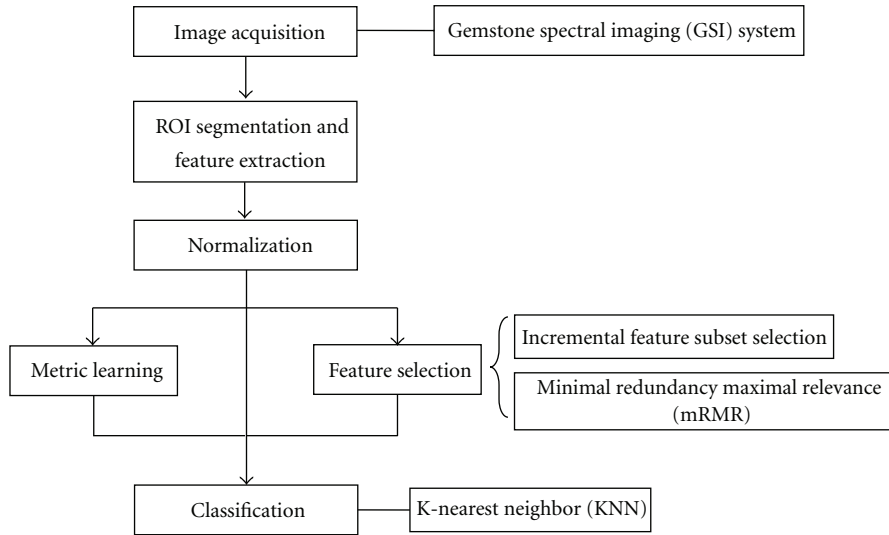 Image acquisition
Gemstone spectral imaging (GSI) system
ROI segmentation and
feature extraction
Normalization
Metric learning
Feature selection
Incremental feature subset selection
Minimal redundancy maximal relevance
(mRMR)
Classification
K-nearest neighbor (KNN)